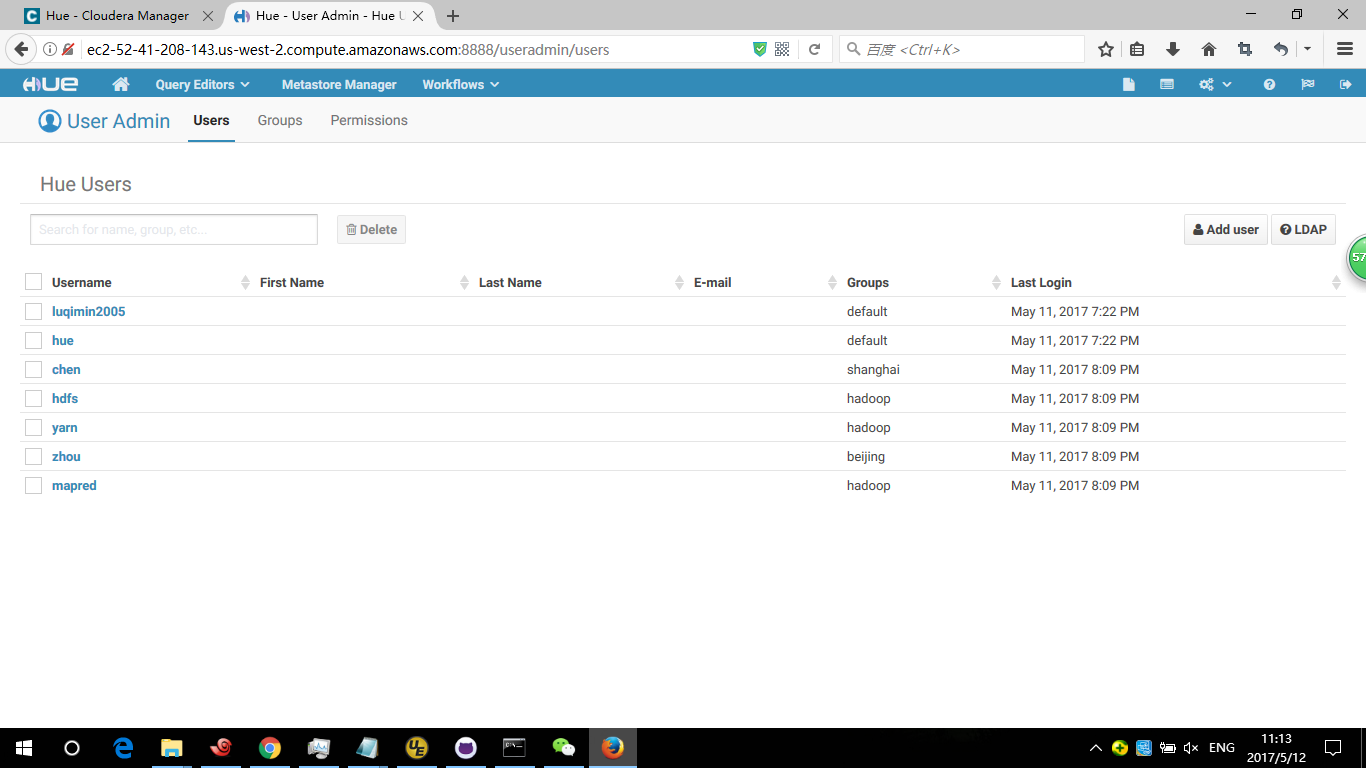 Hue - Cloudera Manager
Hue - User Admin - Hue U
ec2-52-41-208-143.us-west-2.compute.amazonaws.com:8888/useradmin/users
百度 <Ctrl+K>
HUE Query Editors Metastore Manager Workflows
User Admin Users Groups Permissions
Hue Users
Search for name, group, etc...
Delete
Add user
LDAP
57
Username First Name Last Name E-mail Groups Last Login
luqimin2005 default May 11, 2017 7:22 PM
hue default May 11, 2017 7:22 PM
chen shanghai May 11, 2017 8:09 PM
hdfs hadoop May 11, 2017 8:09 PM
yarn hadoop May 11, 2017 8:09 PM
zhou beijing May 11, 2017 8:09 PM
mapred hadoop May 11, 2017 8:09 PM
UE
C:\
ENG
11:13
2017/5/12